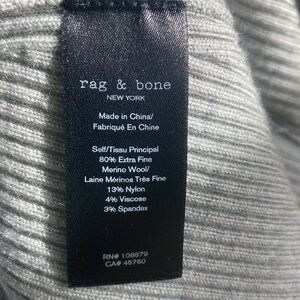 rag & bone
NEW YORK
Made in China/
Fabriqué En Chine
Self/Tissu Principal
80% Extra Fine
Merino Wool/
Laine Mérinos Très Fine
13% Nylon
4% Viscose
3% Spandex
RN# 106879
CA# 45760